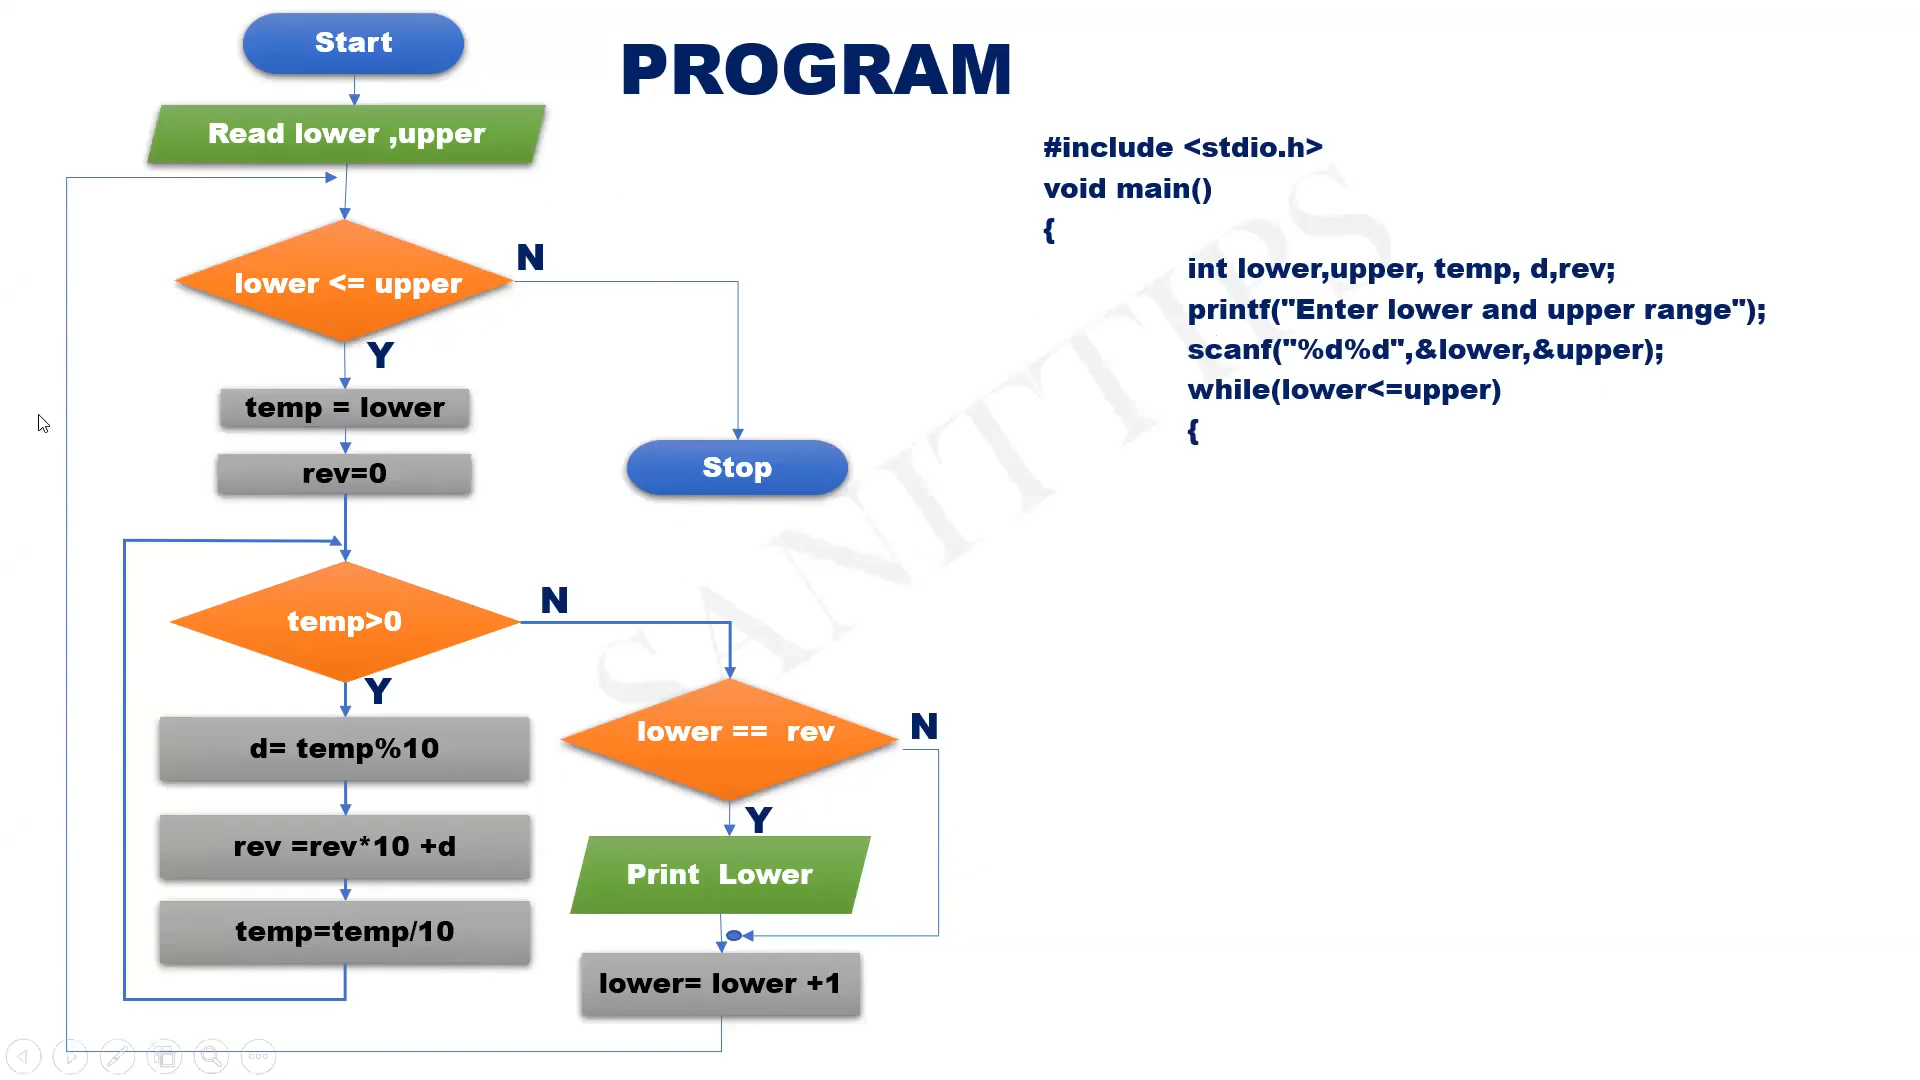 Start
PROGRAM
Read lower ,upper
lower <= upper
N
Y
temp = lower
rev=0
Stop
temp>0
N
Y
d= temp%10
rev =rev*10 +d
temp=temp/10
lower == rev
N
Y
Print Lower
lower= lower +1
#include <stdio.h>
void main()
{
int lower,upper, temp, d,rev;
printf("Enter lower and upper range");
scanf("%d%d",&lower,&upper);
while(lower<=upper)
{
SANITTIPS